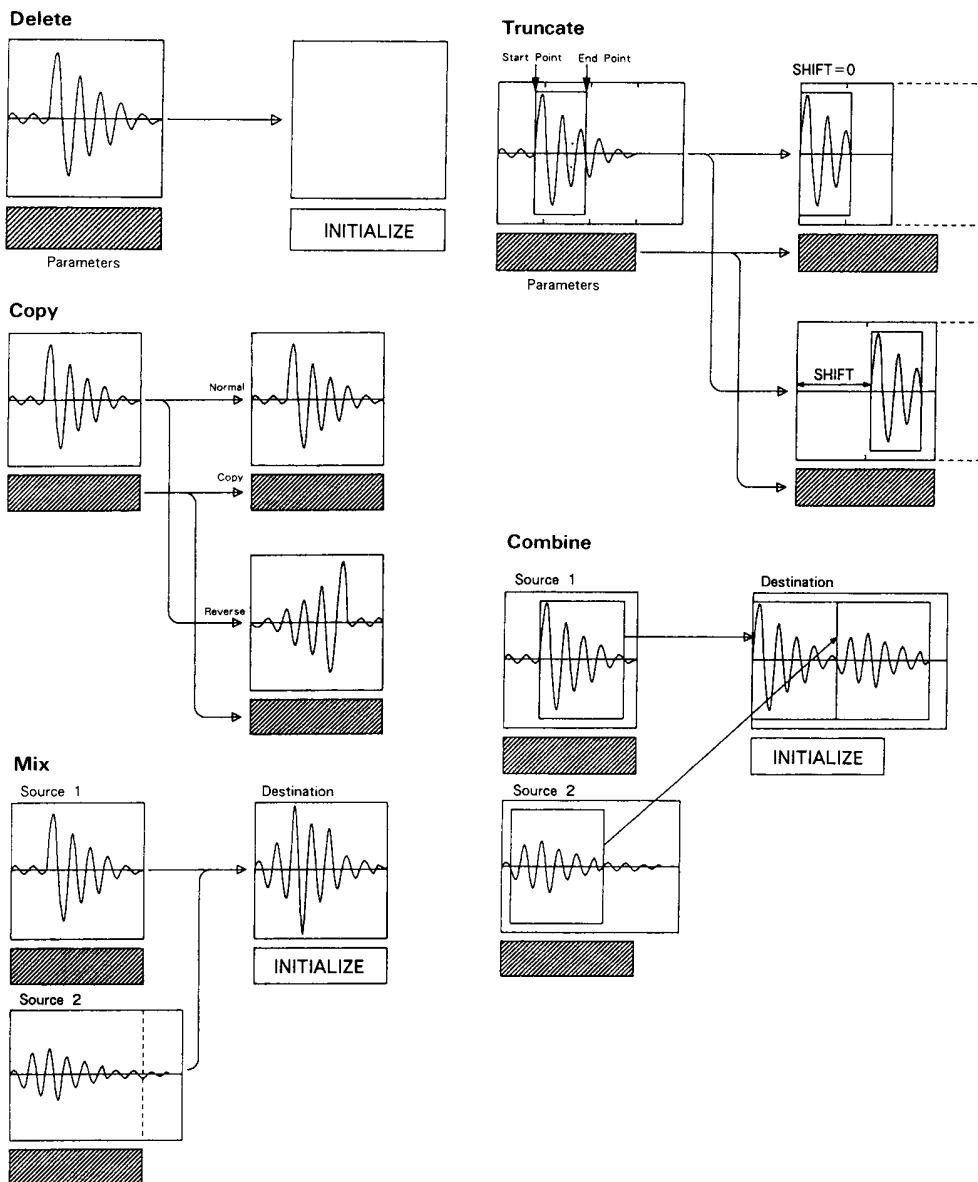 Delete
INITIALIZE
Parameters
Copy
Normal
Copy
Reverse
Mix
Source 1
Destination
INITIALIZE
Source 2
Truncate
Start Point End Point
SHIFT=0
Parameters
SHIFT
Combine
Source 1
Destination
INITIALIZE
Source 2